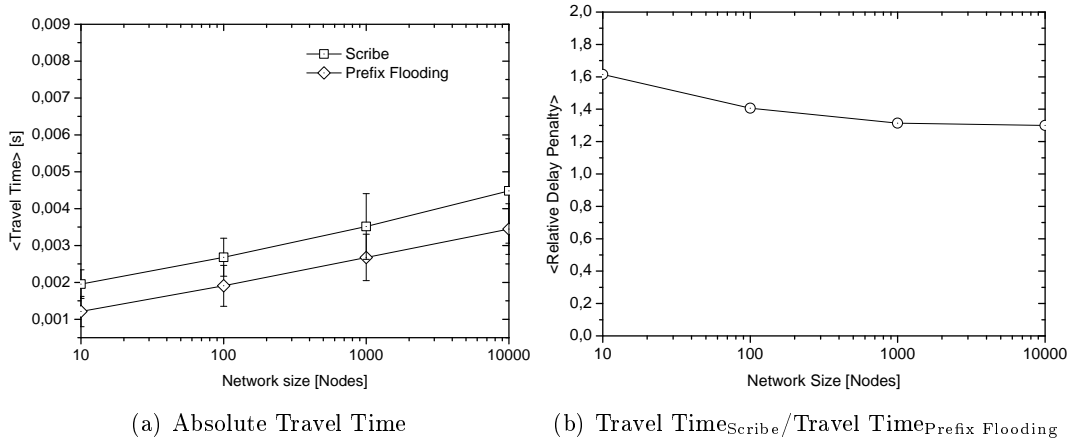 0,009
0,008
0,007
0,006
0,005
0,004
0,003
0,002
0,001
<Travel Time> [s]
Scribe
Prefix Flooding
10 100 1000 10000
Network size [Nodes]
(a) Absolute Travel Time
2,0
1,8
1,6
1,4
1,2
1,0
0,8
0,6
0,4
0,2
0,0
<Relative Delay Penalty>
10 100 1000 10000
Network Size [Nodes]
(b) Travel TimeScribe/Travel TimePrefix Flooding